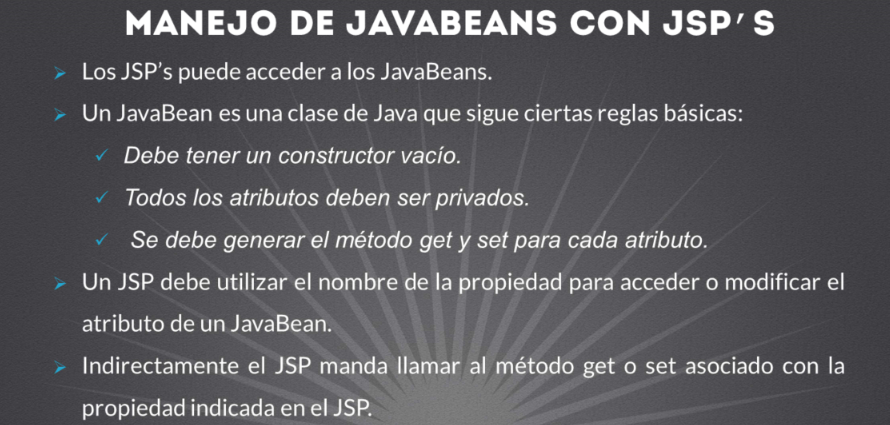 MANEJO DE JAVABEANS CON JSP'S
Los JSP's puede acceder a los JavaBeans.
Un JavaBean es una clase de Java que sigue ciertas reglas básicas:
Debe tener un constructor vacío.
Todos los atributos deben ser privados.
Se debe generar el método get y set para cada atributo.
Un JSP debe utilizar el nombre de la propiedad para acceder o modificar el
atributo de un JavaBean.
Indirectamente el JSP manda llamar al método get o set asociado con la
propiedad indicada en el JSP.